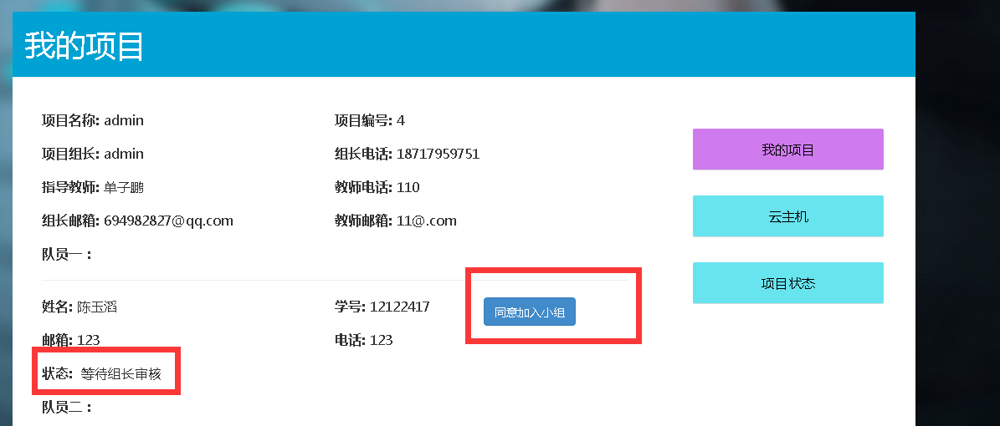 我的项目
项目名称: admin 项目编号: 4
项目组长: admin 组长电话: 18717959751
指导教师: 单子鹏 教师电话: 110
组长邮箱: 694982827@qq.com 教师邮箱: 11@.com
队员一：
姓名: 陈玉滔 学号: 12122417 同意加入小组
邮箱: 123 电话: 123
状态: 等待组长审核
队员二：
我的项目
云主机
项目状态